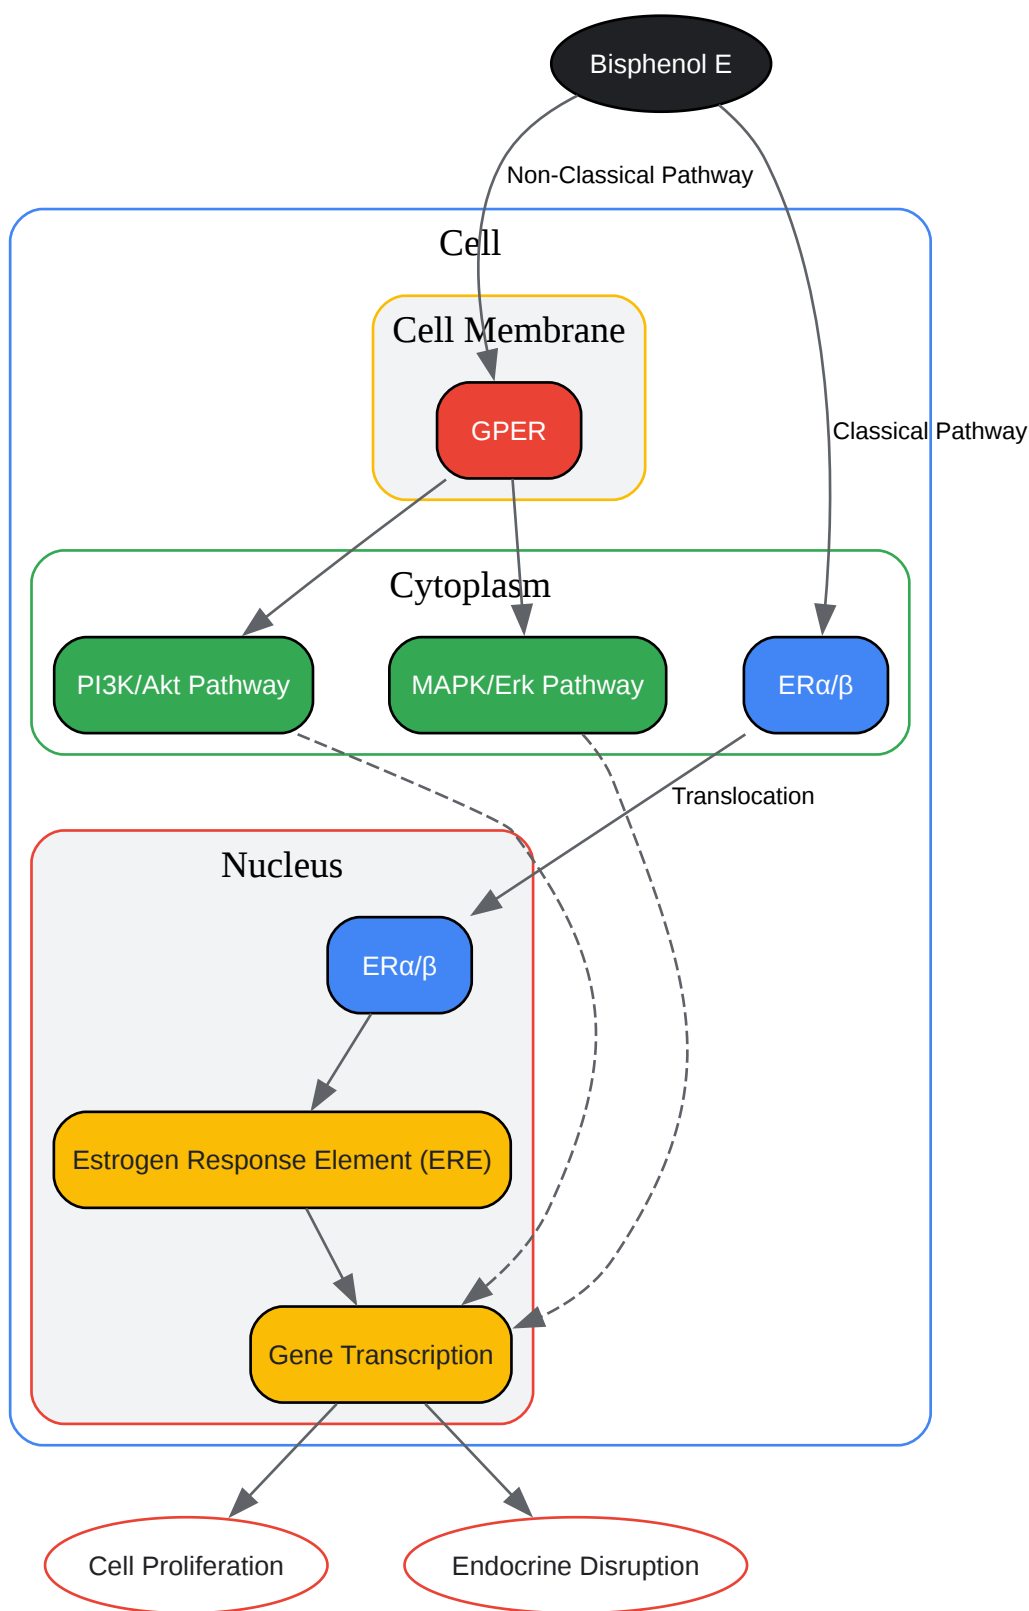 Bisphenol E
Non-Classical Pathway
Cell
Cell Membrane
GPER
Classical Pathway
Cytoplasm
PI3K/Akt Pathway
MAPK/Erk Pathway
ERα/β
Translocation
Nucleus
ERα/β
Estrogen Response Element (ERE)
Gene Transcription
Cell Proliferation
Endocrine Disruption